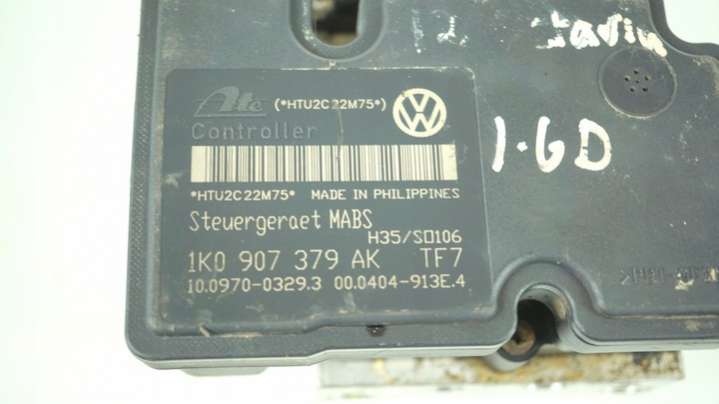 12
Ate (*HTU2C22M75*)
Controller
1.6D
*HTU2C22M75* MADE IN PHILIPPINES
Steuergeraet MABS
H35/S0106
1K0 907 379 AK TF7
10.0970-0329.3 00.0404-913E.4